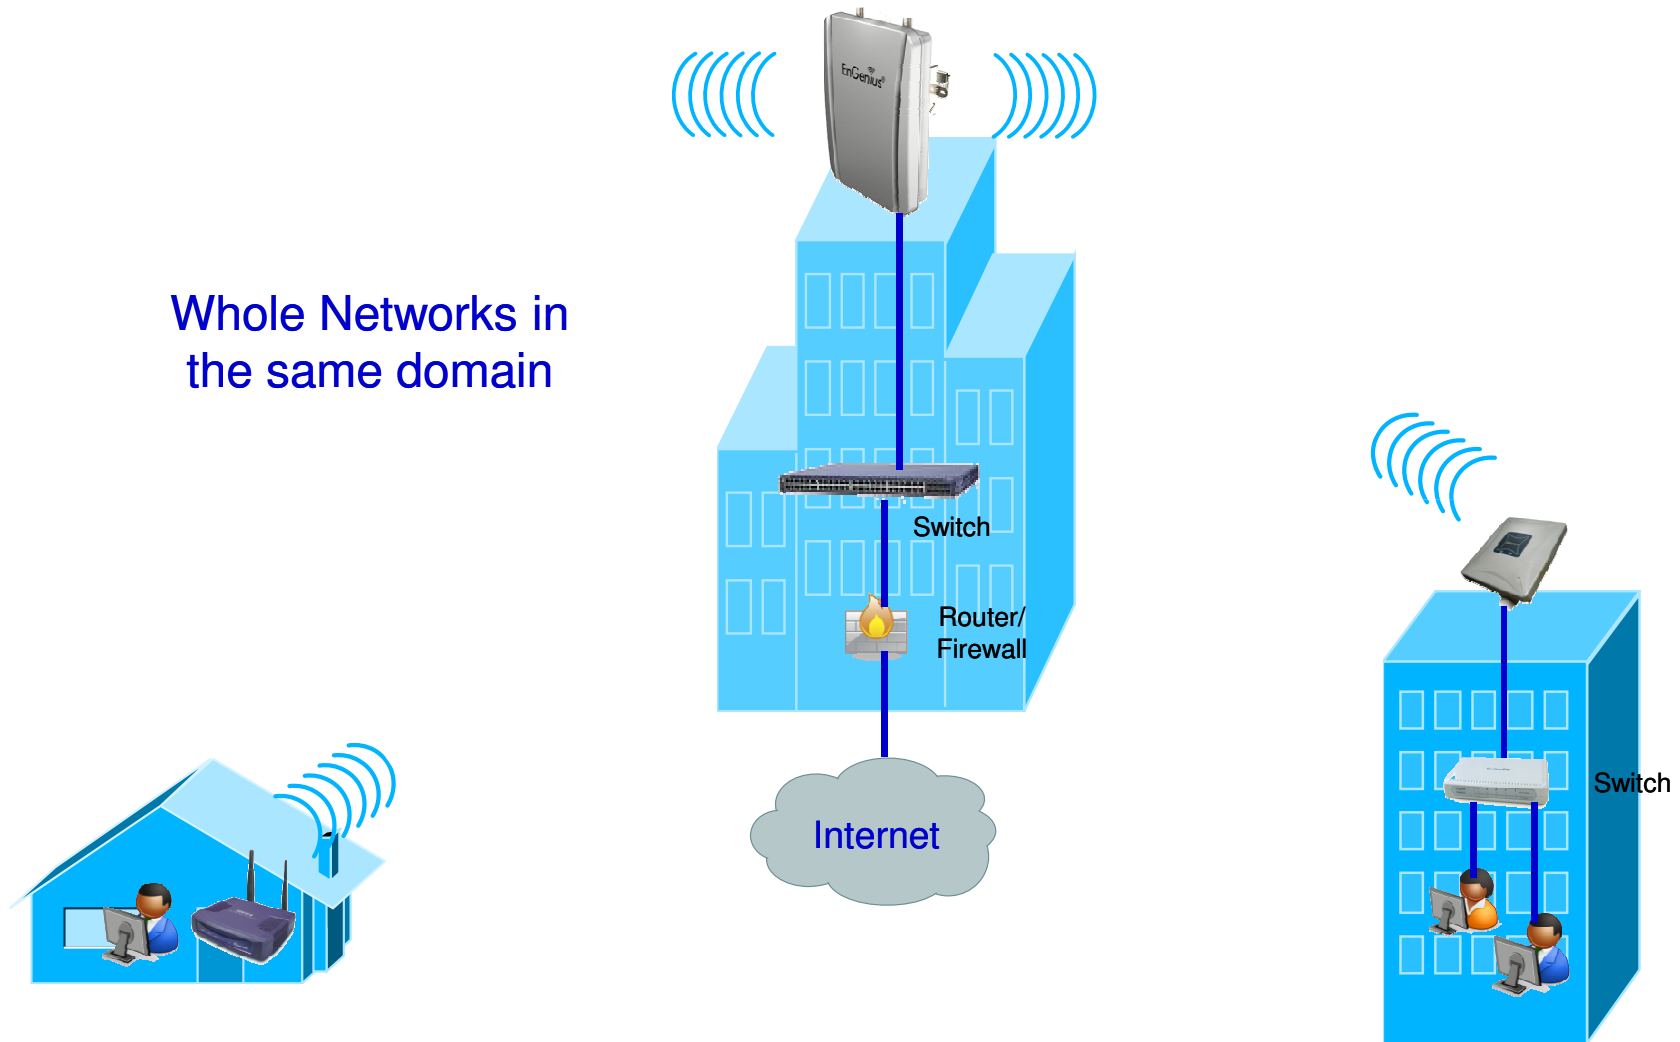 EnGenius®
Whole Networks in
the same domain
Switch
Router/
Firewall
Switch
Internet